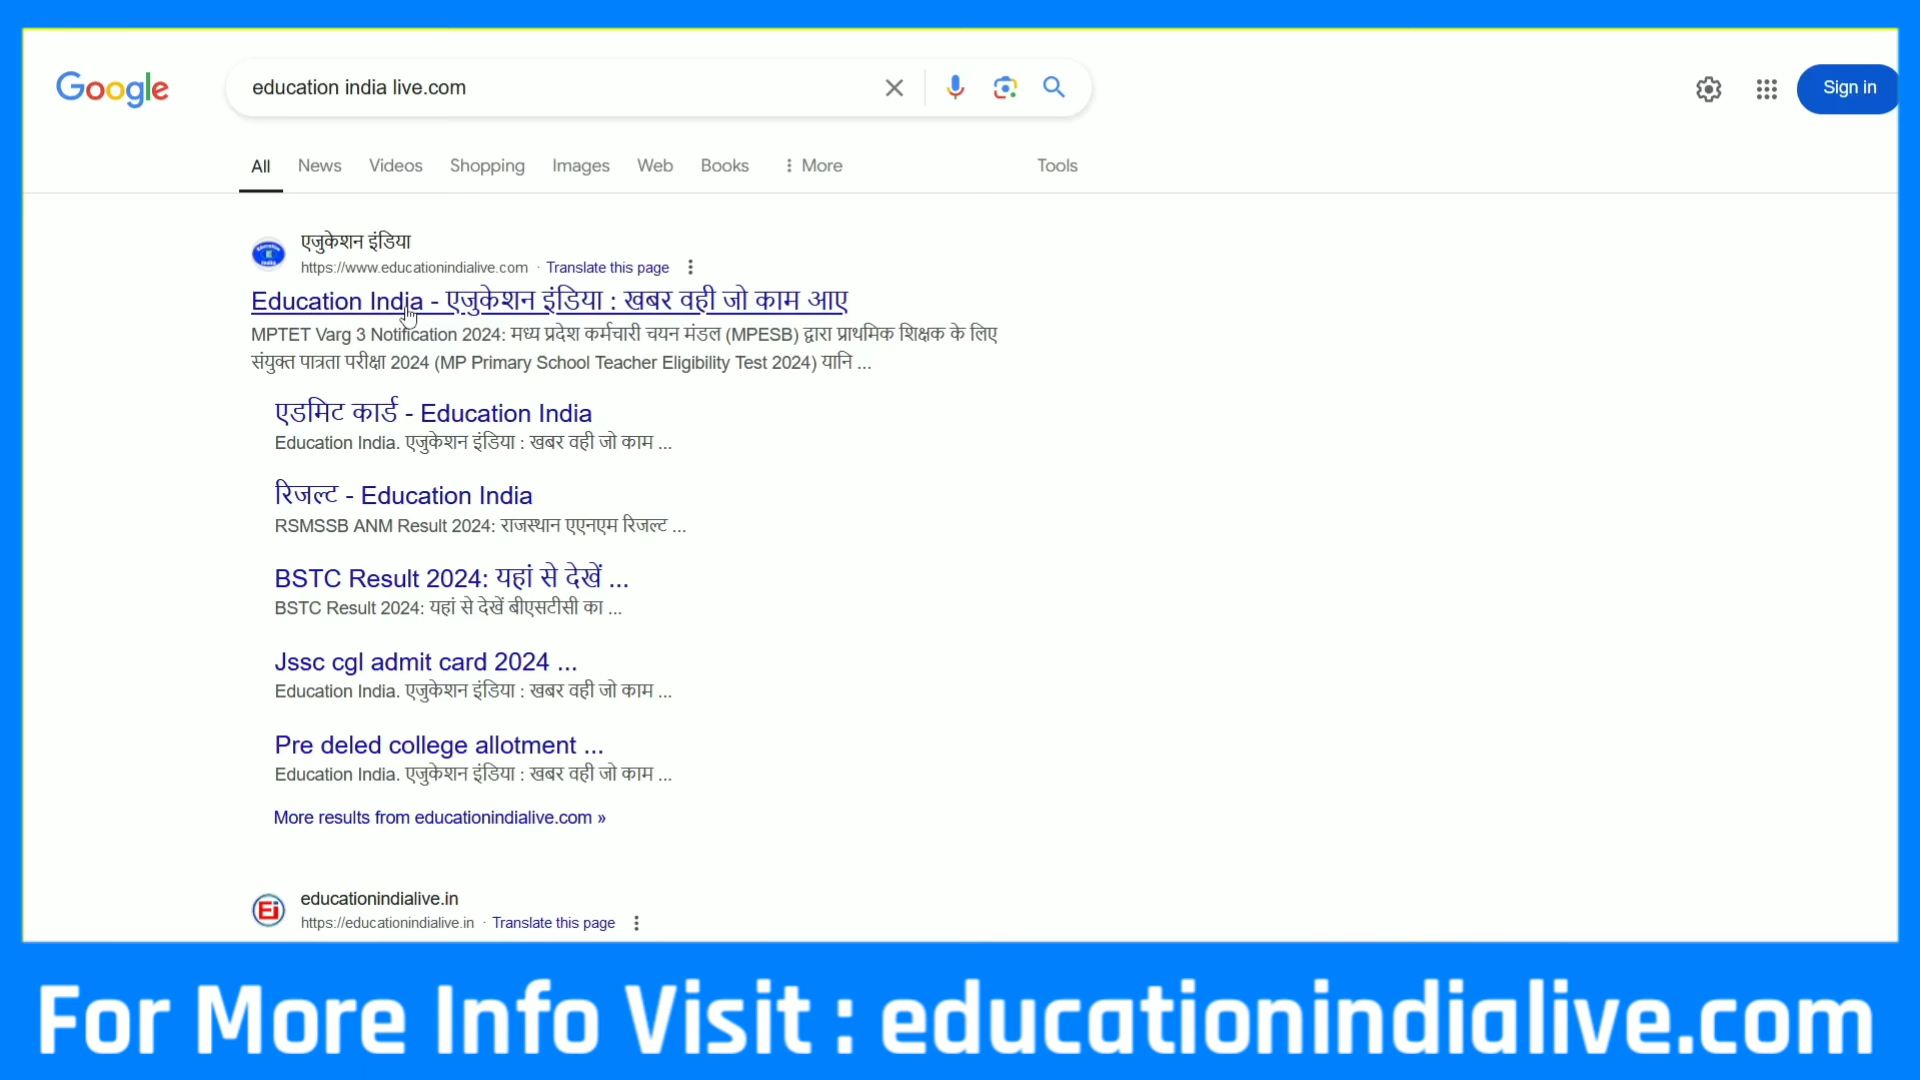 Google
education india live.com
Sign in
All News Videos Shopping Images Web Books More Tools
एजुकेशन इंडिया
https://www.educationindialive.com · Translate this page
Education India - एजुकेशन इंडिया : खबर वही जो काम आए
MPTET Varg 3 Notification 2024: मध्य प्रदेश कर्मचारी चयन मंडल (MPESB) द्वारा प्राथमिक शिक्षक के लिए
संयुक्त पात्रता परीक्षा 2024 (MP Primary School Teacher Eligibility Test 2024) यानि ...
एडमिट कार्ड - Education India
Education India. एजुकेशन इंडिया : खबर वही जो काम ...
रिजल्ट - Education India
RSMSSB ANM Result 2024: राजस्थान एएनएम रिजल्ट ...
BSTC Result 2024: यहां से देखें ...
BSTC Result 2024: यहां से देखें बीएसटीसी का ...
Jssc cgl admit card 2024 ...
Education India. एजुकेशन इंडिया : खबर वही जो काम ...
Pre deled college allotment ...
Education India. एजुकेशन इंडिया : खबर वही जो काम ...
More results from educationindialive.com »
educationindialive.in
https://educationindialive.in · Translate this page
For More Info Visit : educationindialive.com